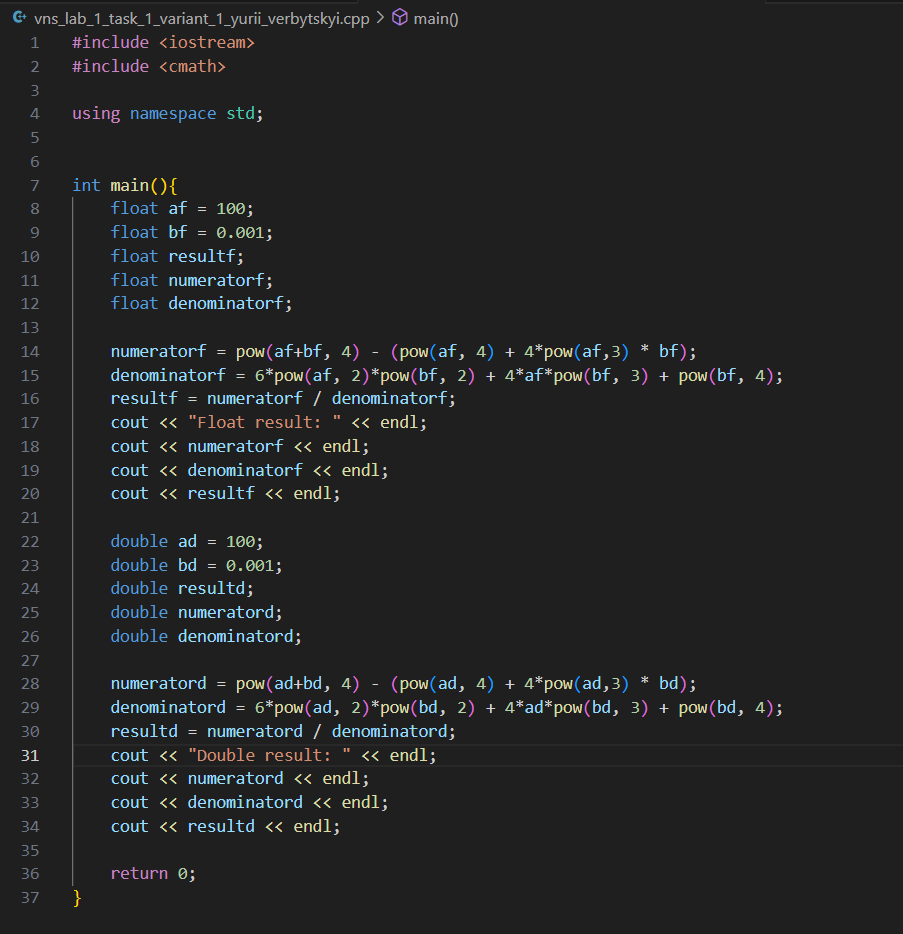 vns_lab_1_task_1_variant_1_yurii_verbytskyi.cpp > main()
1 #include <iostream>
2 #include <cmath>
3
4 using namespace std;
5
6
7 int main(){
8 float af = 100;
9 float bf = 0.001;
10 float resultf;
11 float numeratorf;
12 float denominatorf;
13
14 numeratorf = pow(af+bf, 4) - (pow(af, 4) + 4*pow(af,3) * bf);
15 denominatorf = 6*pow(af, 2)*pow(bf, 2) + 4*af*pow(bf, 3) + pow(bf, 4);
16 resultf = numeratorf / denominatorf;
17 cout << "Float result: " << endl;
18 cout << numeratorf << endl;
19 cout << denominatorf << endl;
20 cout << resultf << endl;
21
22 double ad = 100;
23 double bd = 0.001;
24 double resultd;
25 double numeratord;
26 double denominatord;
27
28 numeratord = pow(ad+bd, 4) - (pow(ad, 4) + 4*pow(ad,3) * bd);
29 denominatord = 6*pow(ad, 2)*pow(bd, 2) + 4*ad*pow(bd, 3) + pow(bd, 4);
30 resultd = numeratord / denominatord;
31 cout << "Double result: " << endl;
32 cout << numeratord << endl;
33 cout << denominatord << endl;
34 cout << resultd << endl;
35
36 return 0;
37 }